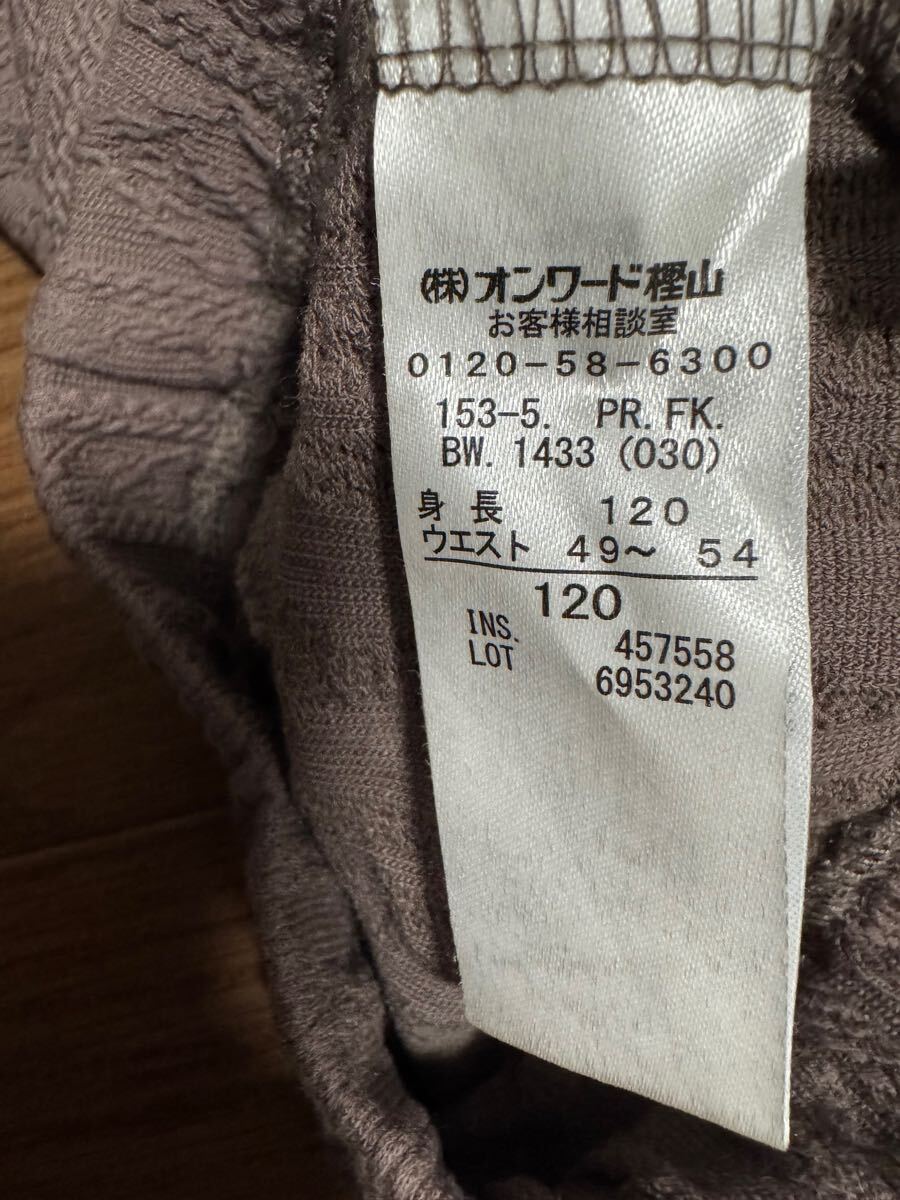 (株)オンワード樫山
お客様相談室
0120-58-6300
153-5. PR.FK.
BW. 1433 (030)
身長 120
ウエスト 49～ 54
120
INS. 457558
LOT 6953240